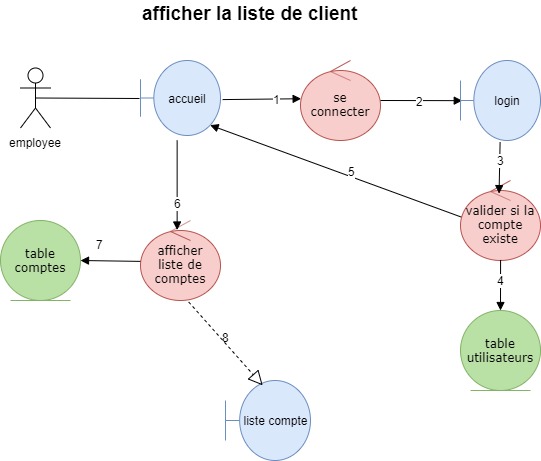 afficher la liste de client
employee
accueil
1
se
connecter
2
login
3
valider si la
compte
existe
4
table
utilisateurs
5
6
afficher
liste de
comptes
7
table
comptes
8
liste compte